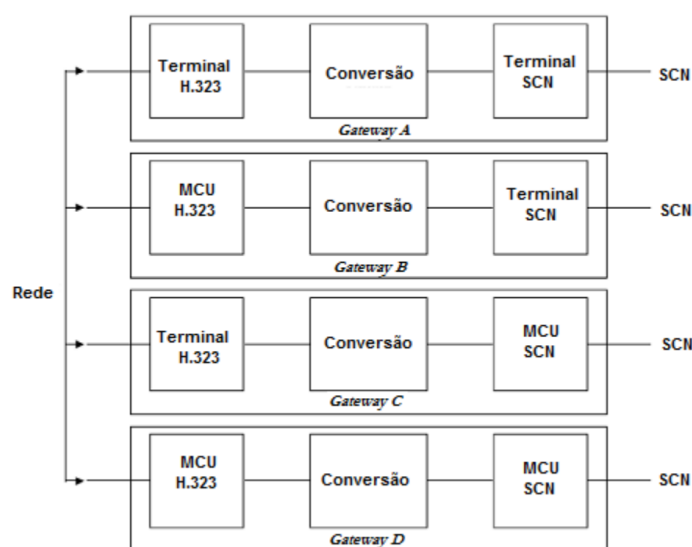 Terminal
H.323
Conversão
Terminal
SCN
SCN
Gateway A
MCU
H.323
Conversão
Terminal
SCN
SCN
Gateway B
Rede
Terminal
H.323
Conversão
MCU
SCN
SCN
Gateway C
MCU
H.323
Conversão
MCU
SCN
SCN
Gateway D